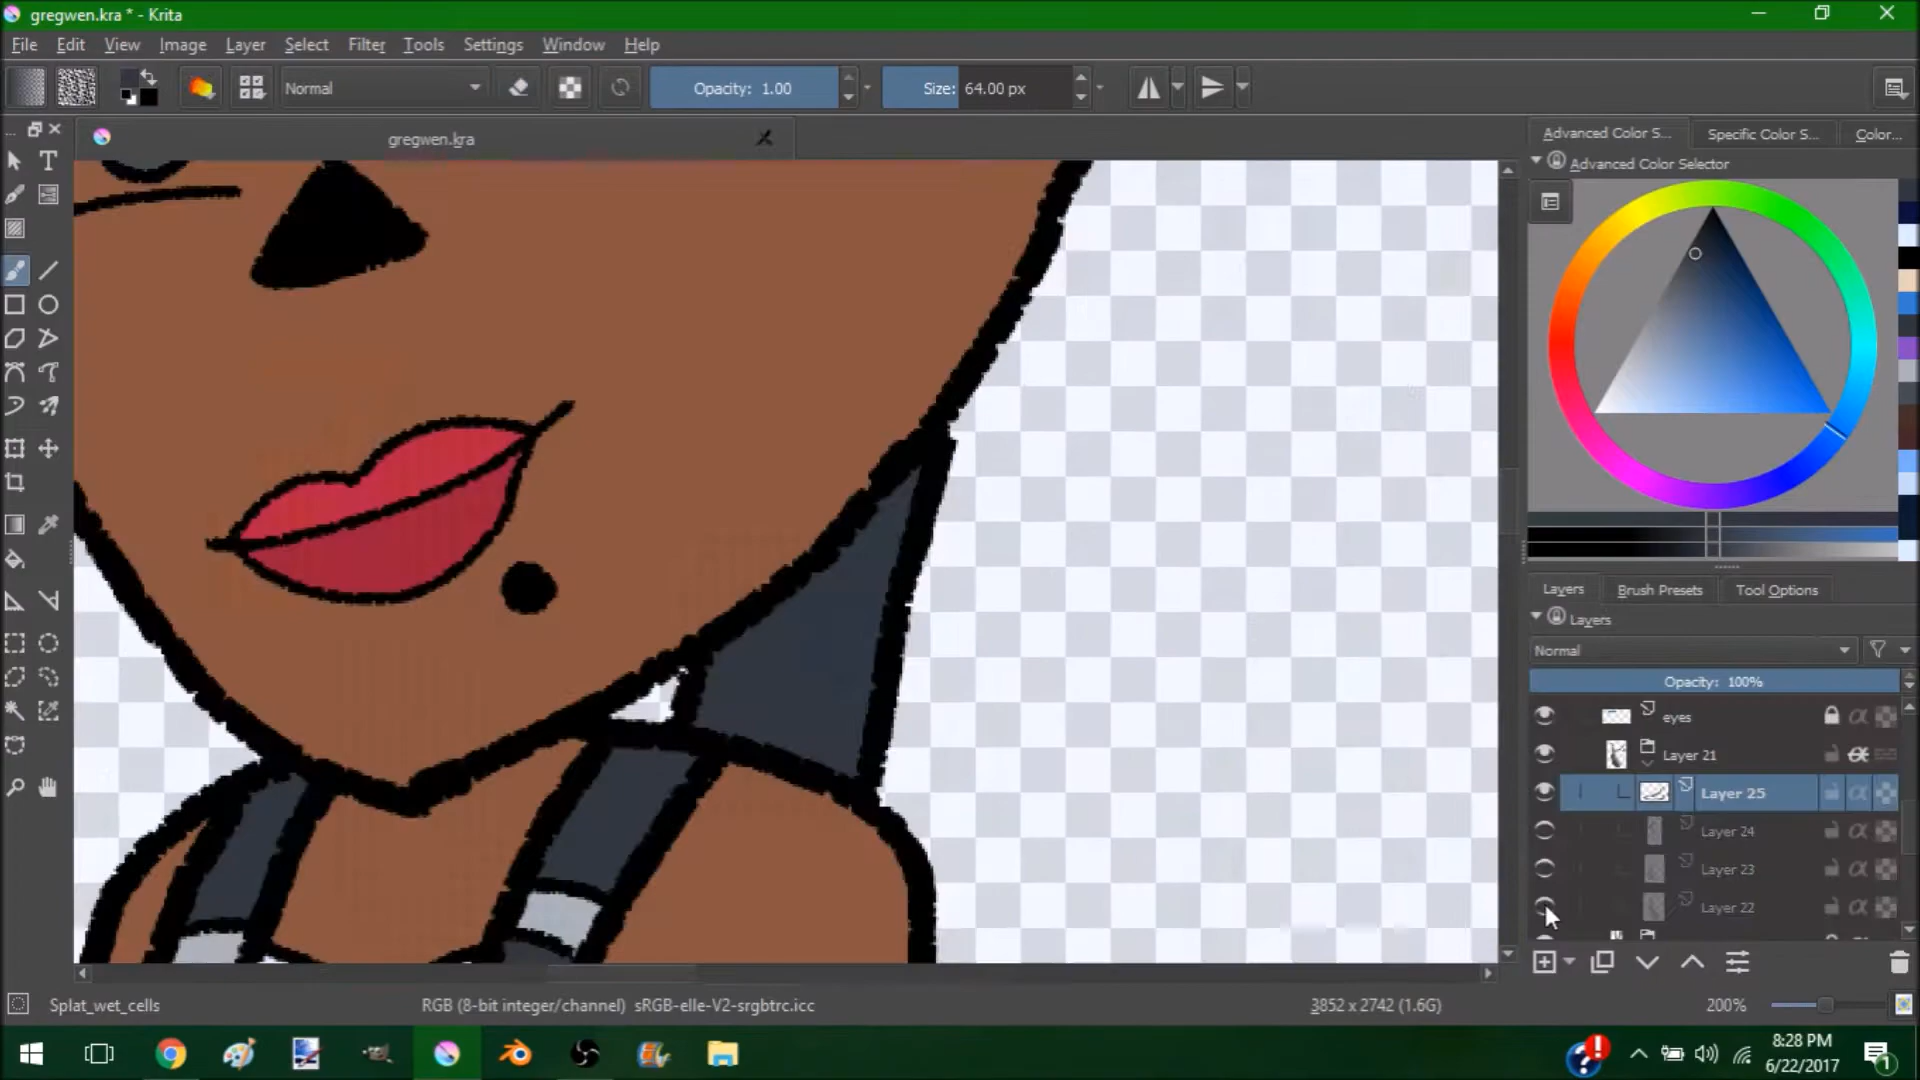 gregwen.kra * - Krita
File Edit View Image Layer Select Filter Tools Settings Window Help
Normal Opacity: 1.00 Size: 64.00 px
gregwen.kra
Advanced Color S... Specific Color S... Color...
Advanced Color Selector
Layers Brush Presets Tool Options
Layers
Normal
Opacity: 100%
eyes
Layer 21
Layer 25
Layer 24
Layer 23
Layer 22
Splat_wet_cells RGB (8-bit integer/channel) sRGB-elle-V2-srgbtrc.icc 3852 x 2742 (1.6G) 200%
8:28 PM
6/22/2017
1